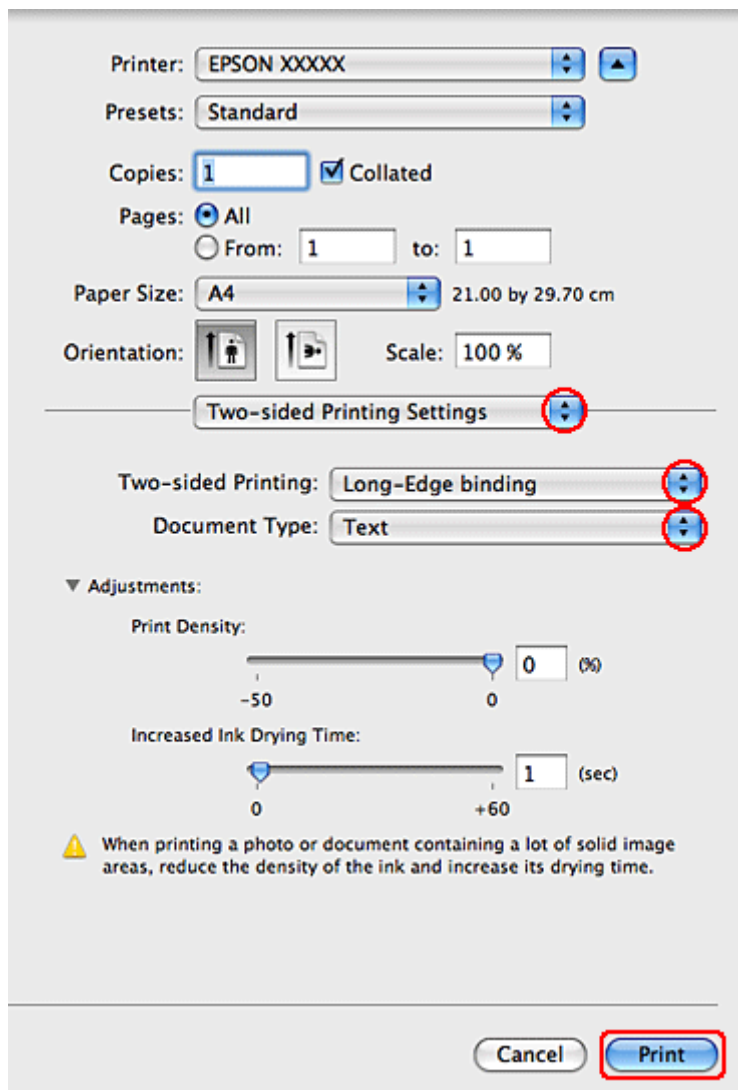 Printer: EPSON XXXXX
Presets: Standard
Copies: 1 Collated
Pages: All
From: 1 to: 1
Paper Size: A4 21.00 by 29.70 cm
Orientation: Scale: 100 %
Two-sided Printing Settings
Two-sided Printing: Long-Edge binding
Document Type: Text
Adjustments:
Print Density:
0 (%)
-50 0
Increased Ink Drying Time:
1 (sec)
0 +60
When printing a photo or document containing a lot of solid image
areas, reduce the density of the ink and increase its drying time.
Cancel Print